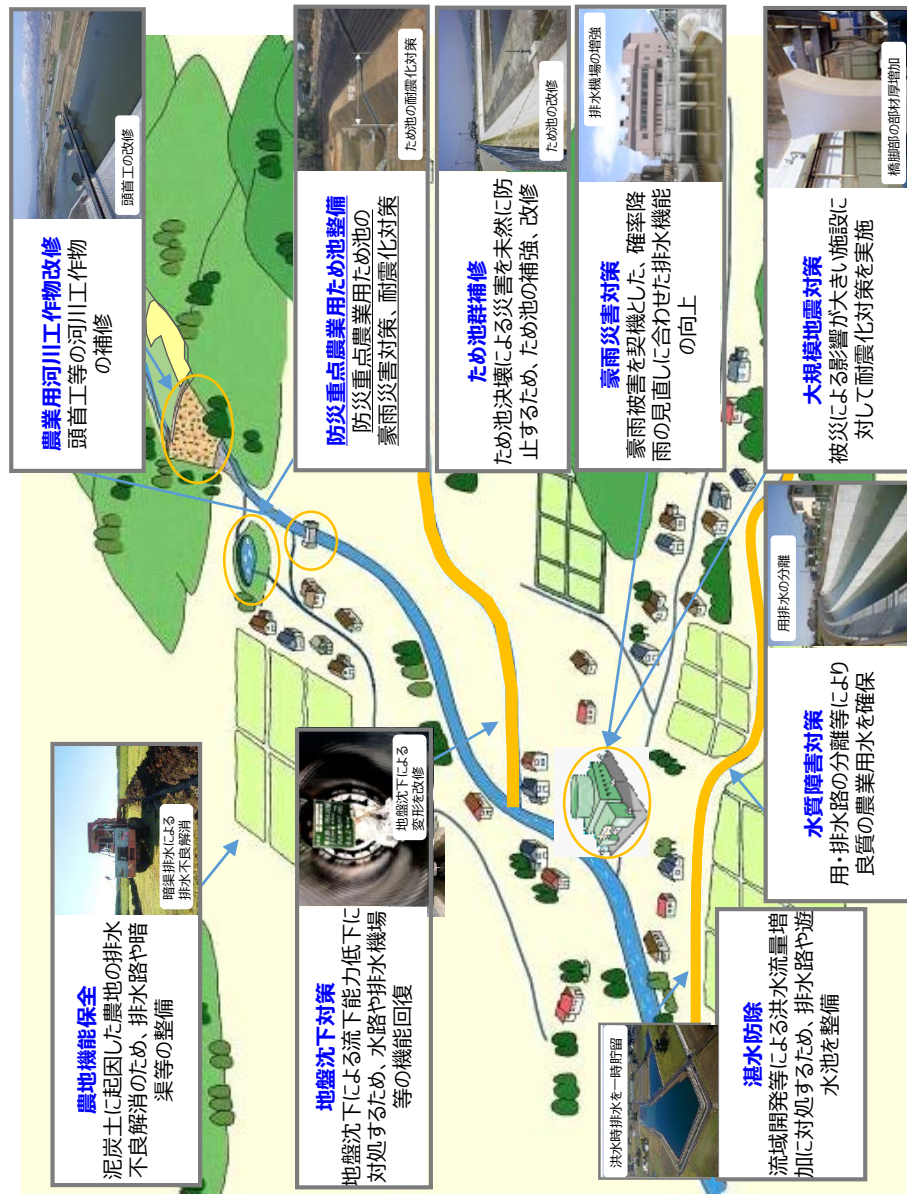 農地機能保全
泥炭土に起因した農地の排水
不良解消のため、排水路や暗
渠等の整備
暗渠排水による
排水不良解消
農業用河川工作物改修
頭首工等の河川工作物
の補修
頭首工の改修
地盤沈下対策
地盤沈下による流下能力低下に
対処するため、水路や排水機場
等の機能回復
地盤沈下による
変形を改修
防災重点農業用ため池整備
防災重点農業用ため池の
豪雨災害対策、耐震化対策
ため池の耐震化対策
ため池群補修
ため池決壊による災害を未然に防
止するため、ため池の補強、改修
ため池の改修
豪雨災害対策
豪雨被害を契機とした、確率降
雨の見直しに合わせた排水機能
の向上
排水機場の増強
大規模地震対策
被災による影響が大きい施設に
対して耐震化対策を実施
橋脚部の部材厚増加
洪水時排水を一時貯留
湛水防除
流域開発等による洪水流量増
加に対処するため、排水路や遊
水池を整備
用排水の分離
水質障害対策
用・排水路の分離等により
良質の農業用水を確保